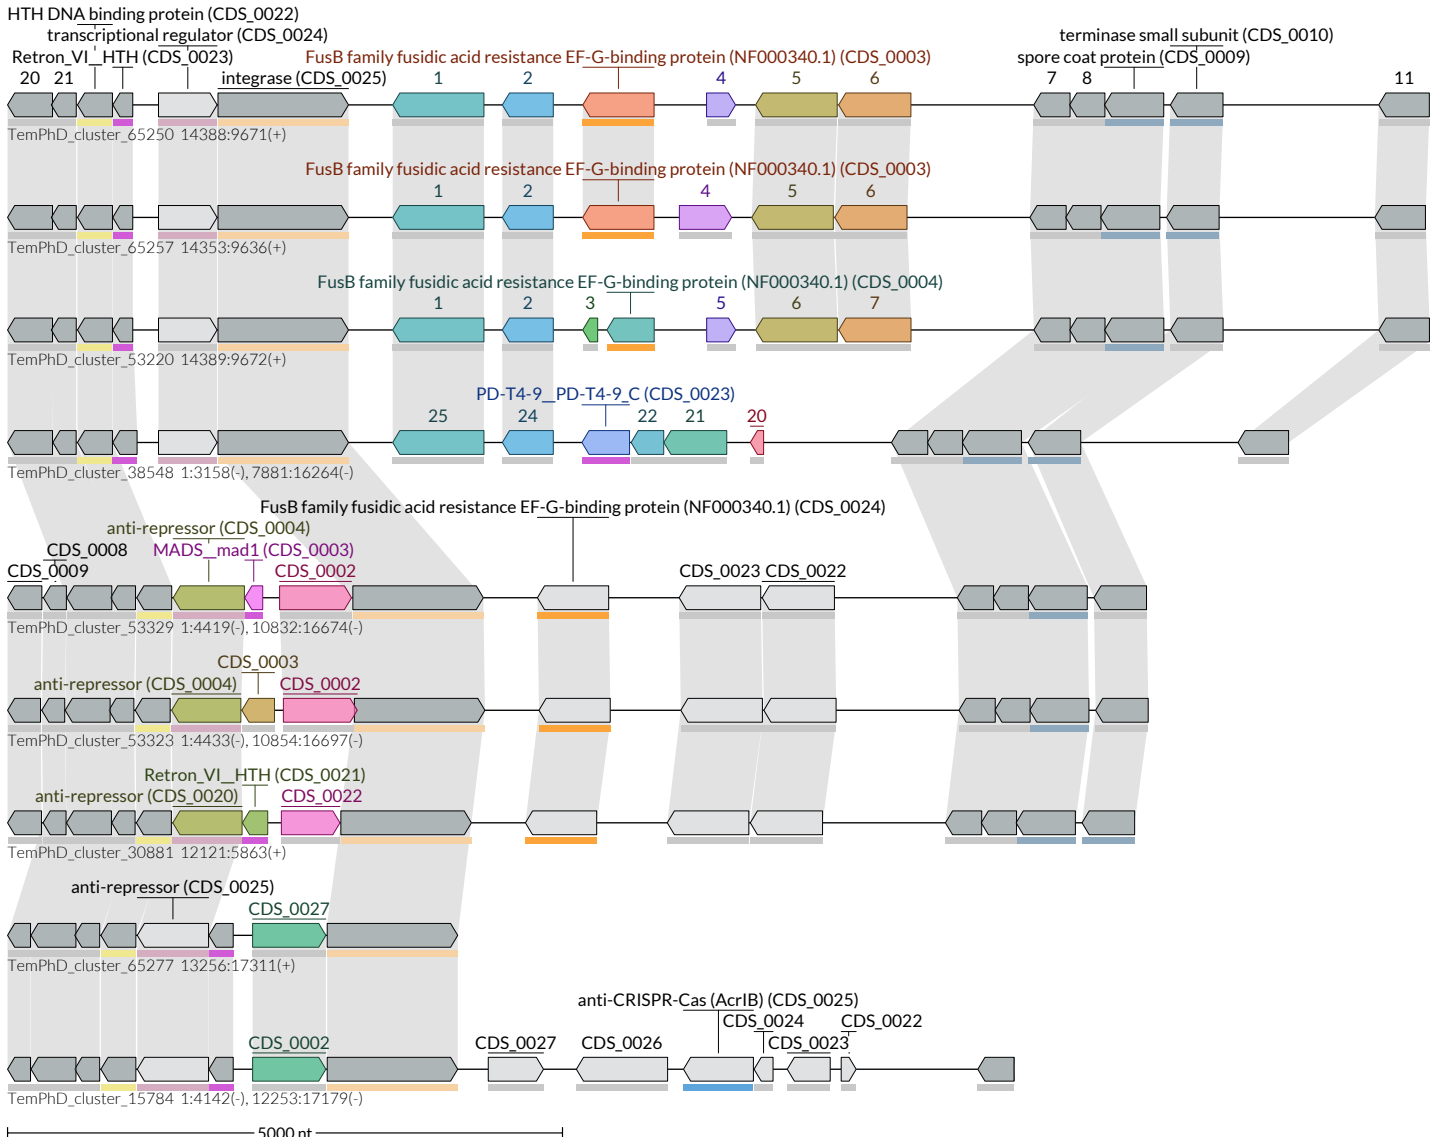 HTH DNA binding protein (CDS_0022)
transcriptional regulator (CDS_0024)
terminase small subunit (CDS_0010)
Retron_VI__HTH (CDS_0023)
FusB family fusidic acid resistance EF-G-binding protein (NF000340.1) (CDS_0003)
spore coat protein (CDS_0009)
20 21 integrase (CDS_0025) 1 2 4 5 6 7 8 11
TemPhD_cluster_65250 14388:9671(+)
FusB family fusidic acid resistance EF-G-binding protein (NF000340.1) (CDS_0003)
1 2 4 5 6
TemPhD_cluster_65257 14353:9636(+)
FusB family fusidic acid resistance EF-G-binding protein (NF000340.1) (CDS_0004)
1 2 3 5 6 7
TemPhD_cluster_53220 14389:9672(+)
PD-T4-9__PD-T4-9_C (CDS_0023)
25 24 22 21 20
TemPhD_cluster_38548 1:3158(-), 7881:16264(-)
FusB family fusidic acid resistance EF-G-binding protein (NF000340.1) (CDS_0024)
anti-repressor (CDS_0004)
CDS_0008 MADS__mad1 (CDS_0003)
CDS_0009 CDS_0002 CDS_0023 CDS_0022
TemPhD_cluster_53329 1:4419(-), 10832:16674(-)
CDS_0003
anti-repressor (CDS_0004) CDS_0002
TemPhD_cluster_53323 1:4433(-), 10854:16697(-)
Retron_VI__HTH (CDS_0021)
anti-repressor (CDS_0020) CDS_0022
TemPhD_cluster_30881 12121:5863(+)
anti-repressor (CDS_0025)
CDS_0027
TemPhD_cluster_65277 13256:17311(+)
anti-CRISPR-Cas (AcrIB) (CDS_0025)
CDS_0024 CDS_0022
CDS_0002 CDS_0027 CDS_0026 CDS_0023
TemPhD_cluster_15784 1:4142(-), 12253:17179(-)
5000 nt